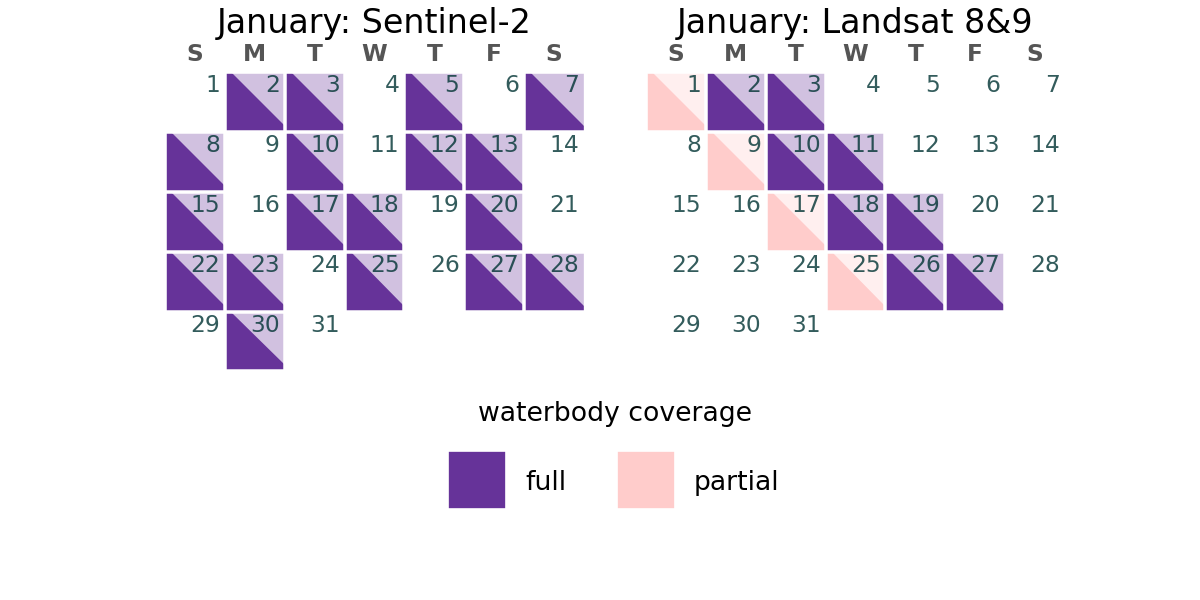 January: Sentinel-2
S M T W T F S
1 2 3 4 5 6 7
8 9 10 11 12 13 14
15 16 17 18 19 20 21
22 23 24 25 26 27 28
29 30 31
January: Landsat 8&9
S M T W T F S
1 2 3 4 5 6 7
8 9 10 11 12 13 14
15 16 17 18 19 20 21
22 23 24 25 26 27 28
29 30 31
waterbody coverage
full partial